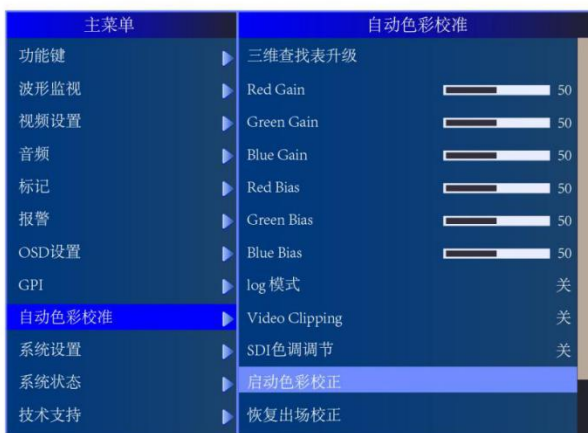 主菜单
功能键
波形监视
视频设置
音频
标记
报警
OSD设置
GPI
自动色彩校准
系统设置
系统状态
技术支持
自动色彩校准
三维查找表升级
Red Gain 50
Green Gain 50
Blue Gain 50
Red Bias 50
Green Bias 50
Blue Bias 50
log 模式 关
Video Clipping 关
SDI色调调节 关
启动色彩校正
恢复出场校正